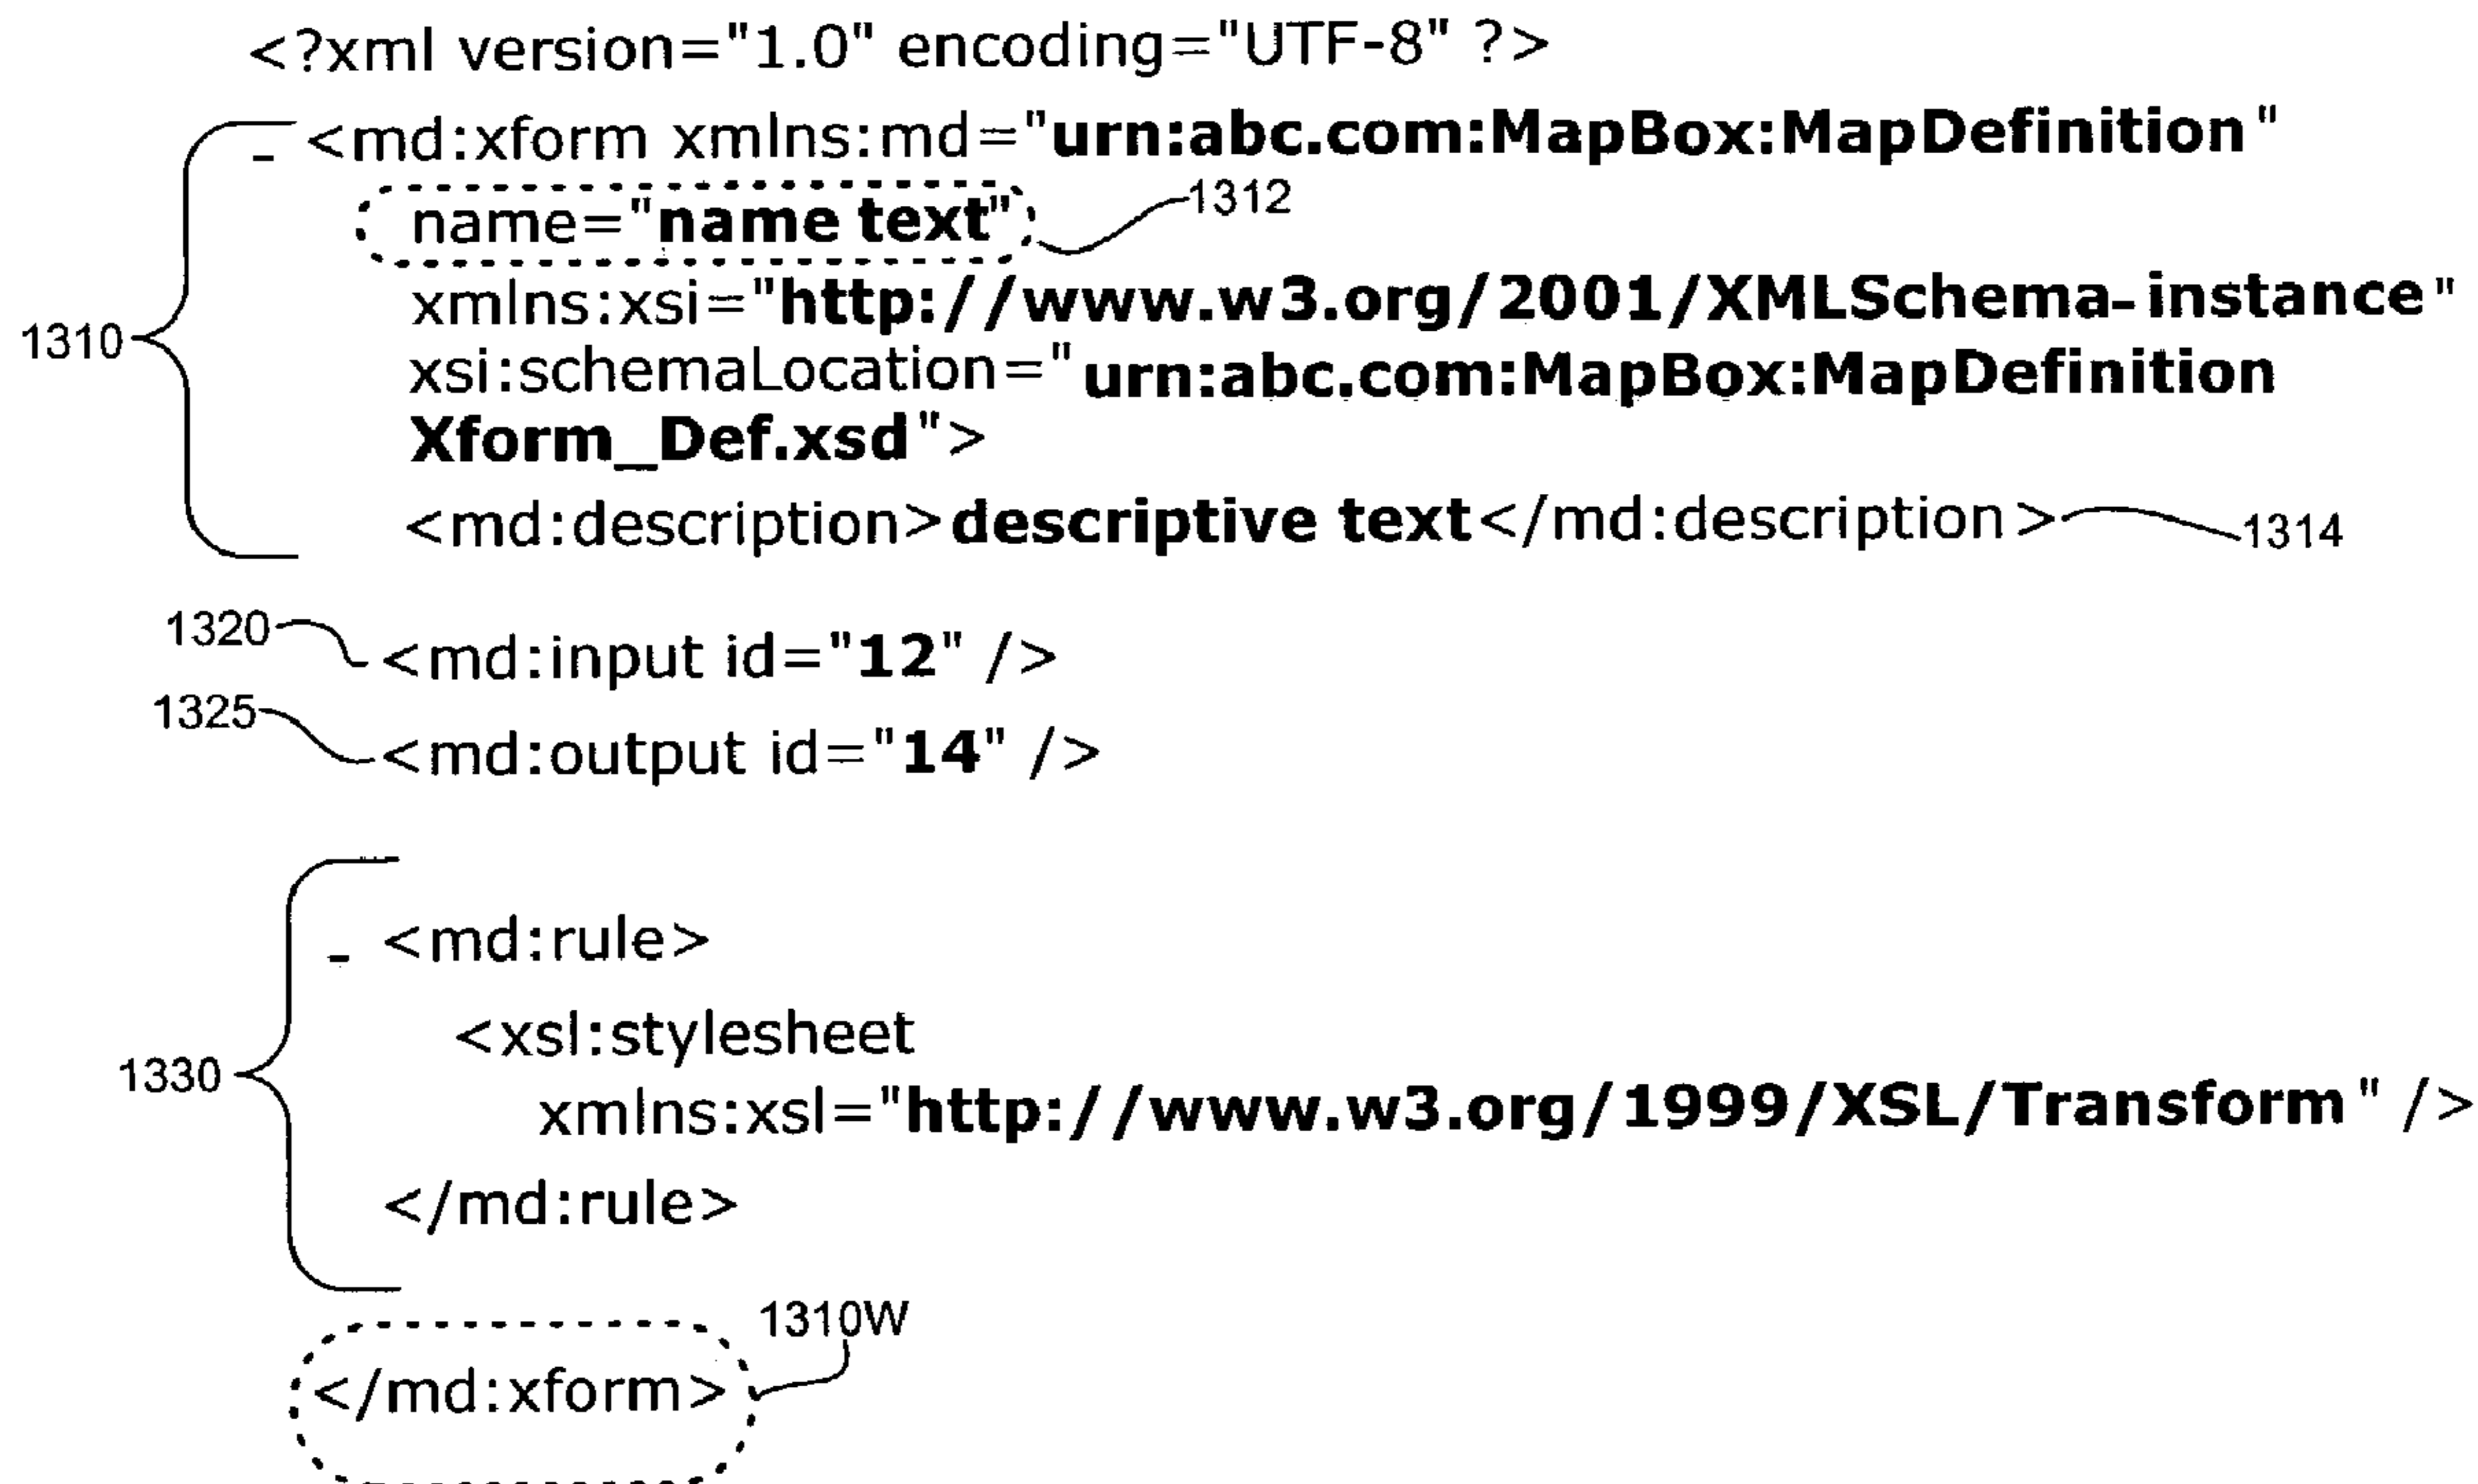 <?xml version="1.0" encoding="UTF-8" ?>
- <md:xform xmlns:md="urn:abc.com:MapBox:MapDefinition"
name="name text"
1312
xmlns:xsi="http://www.w3.org/2001/XMLSchema-instance"
1310
xsi:schemaLocation="urn:abc.com:MapBox:MapDefinition
Xform_Def.xsd">
<md:description>descriptive text</md:description>
1314
1320
<md:input id="12" />
1325
<md:output id="14" />
- <md:rule>
<xsl:stylesheet
1330
xmlns:xsl="http://www.w3.org/1999/XSL/Transform" />
</md:rule>
1310W
</md:xform>